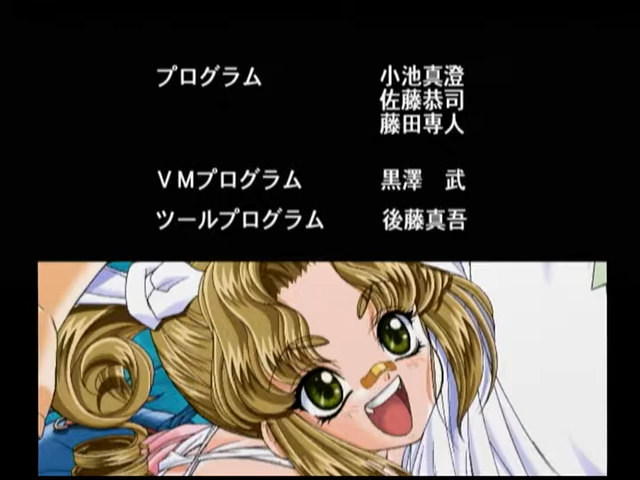 プログラム　小池真澄
佐藤恭司
藤田専人
ＶＭプログラム　黒澤　武
ツールプログラム　後藤真吾